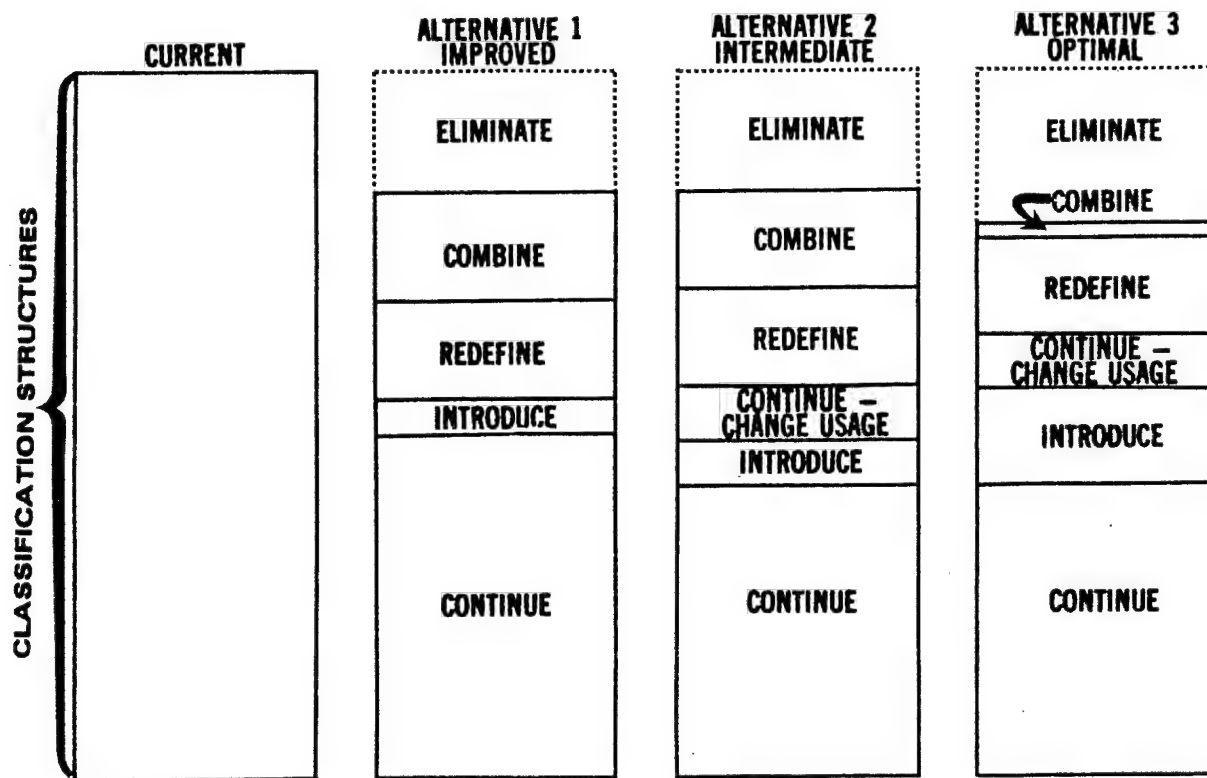 CURRENT
ALTERNATIVE 1
IMPROVED
ALTERNATIVE 2
INTERMEDIATE
ALTERNATIVE 3
OPTIMAL
CLASSIFICATION STRUCTURES
ELIMINATE
COMBINE
REDEFINE
INTRODUCE
CONTINUE
ELIMINATE
COMBINE
REDEFINE
CONTINUE –
CHANGE USAGE
INTRODUCE
CONTINUE
ELIMINATE
COMBINE
REDEFINE
CONTINUE –
CHANGE USAGE
INTRODUCE
CONTINUE